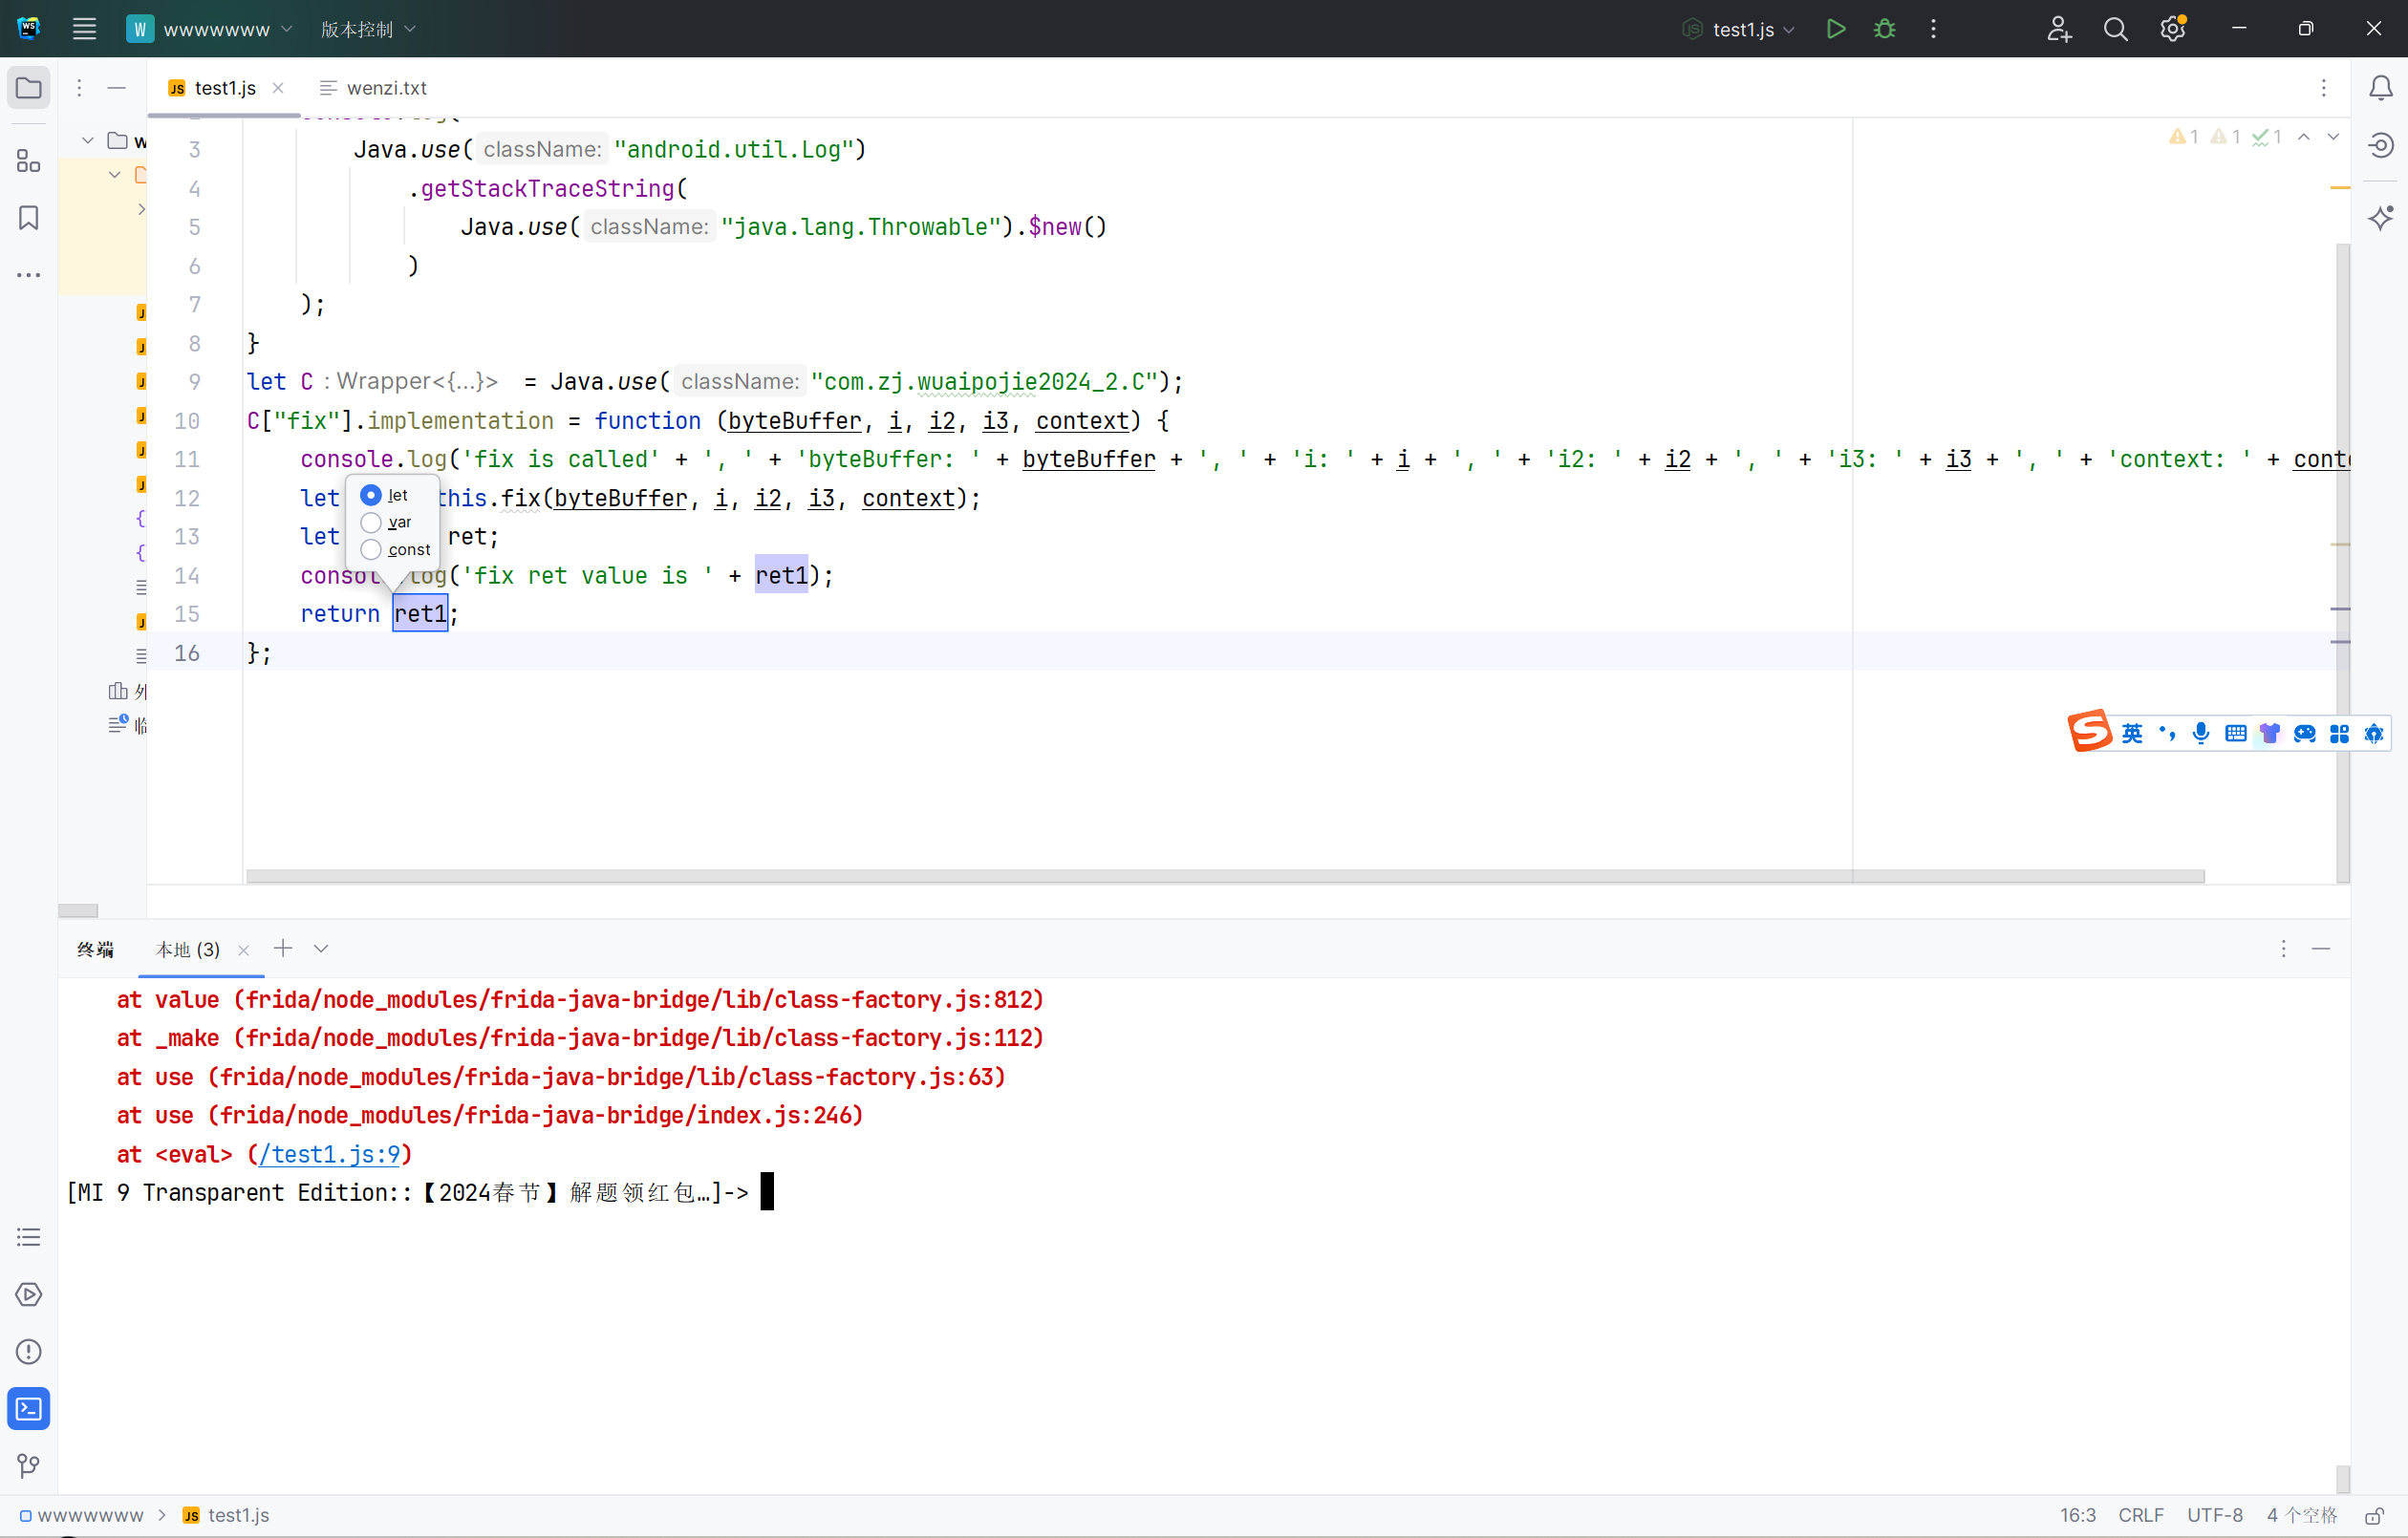 W wwwwwww 版本控制 test1.js
test1.js wenzi.txt
3 Java.use( className: "android.util.Log")
4 .getStackTraceString(
5 Java.use( className: "java.lang.Throwable").$new()
6 )
7 );
8 }
9 let C : Wrapper<{...}> = Java.use( className: "com.zj.wuaipojie2024_2.C");
10 C["fix"].implementation = function (byteBuffer, i, i2, i3, context) {
11 console.log('fix is called' + ', ' + 'byteBuffer: ' + byteBuffer + ', ' + 'i: ' + i + ', ' + 'i2: ' + i2 + ', ' + 'i3: ' + i3 + ', ' + 'context: ' + conte
12 let this.fix(byteBuffer, i, i2, i3, context);
13 let ret;
14 console.log('fix ret value is ' + ret1);
15 return ret1;
16 };
let
var
const
1 1 1
外
临
英
终端 本地 (3)
at value (frida/node_modules/frida-java-bridge/lib/class-factory.js:812)
at _make (frida/node_modules/frida-java-bridge/lib/class-factory.js:112)
at use (frida/node_modules/frida-java-bridge/lib/class-factory.js:63)
at use (frida/node_modules/frida-java-bridge/index.js:246)
at <eval> (/test1.js:9)
[MI 9 Transparent Edition::【2024春节】解题领红包…]->
wwwwwww > test1.js 16:3 CRLF UTF-8 4 个空格